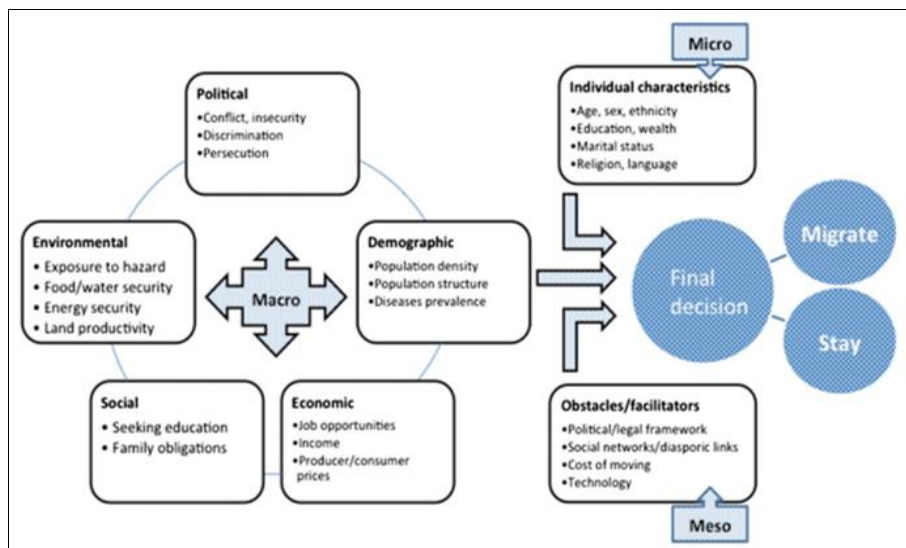 Political
•Conflict, insecurity
•Discrimination
•Persecution
Environmental
• Exposure to hazard
• Food/water security
• Energy security
• Land productivity
Macro
Demographic
•Population density
•Population structure
•Diseases prevalence
Social
• Seeking education
• Family obligations
Economic
•Job opportunities
•Income
•Producer/consumer
prices
Micro
Individual characteristics
•Age, sex, ethnicity
•Education, wealth
•Marital status
•Religion, language
Final
decision
Migrate
Stay
Obstacles/facilitators
•Political/legal framework
•Social networks/diasporic links
•Cost of moving
•Technology
Meso